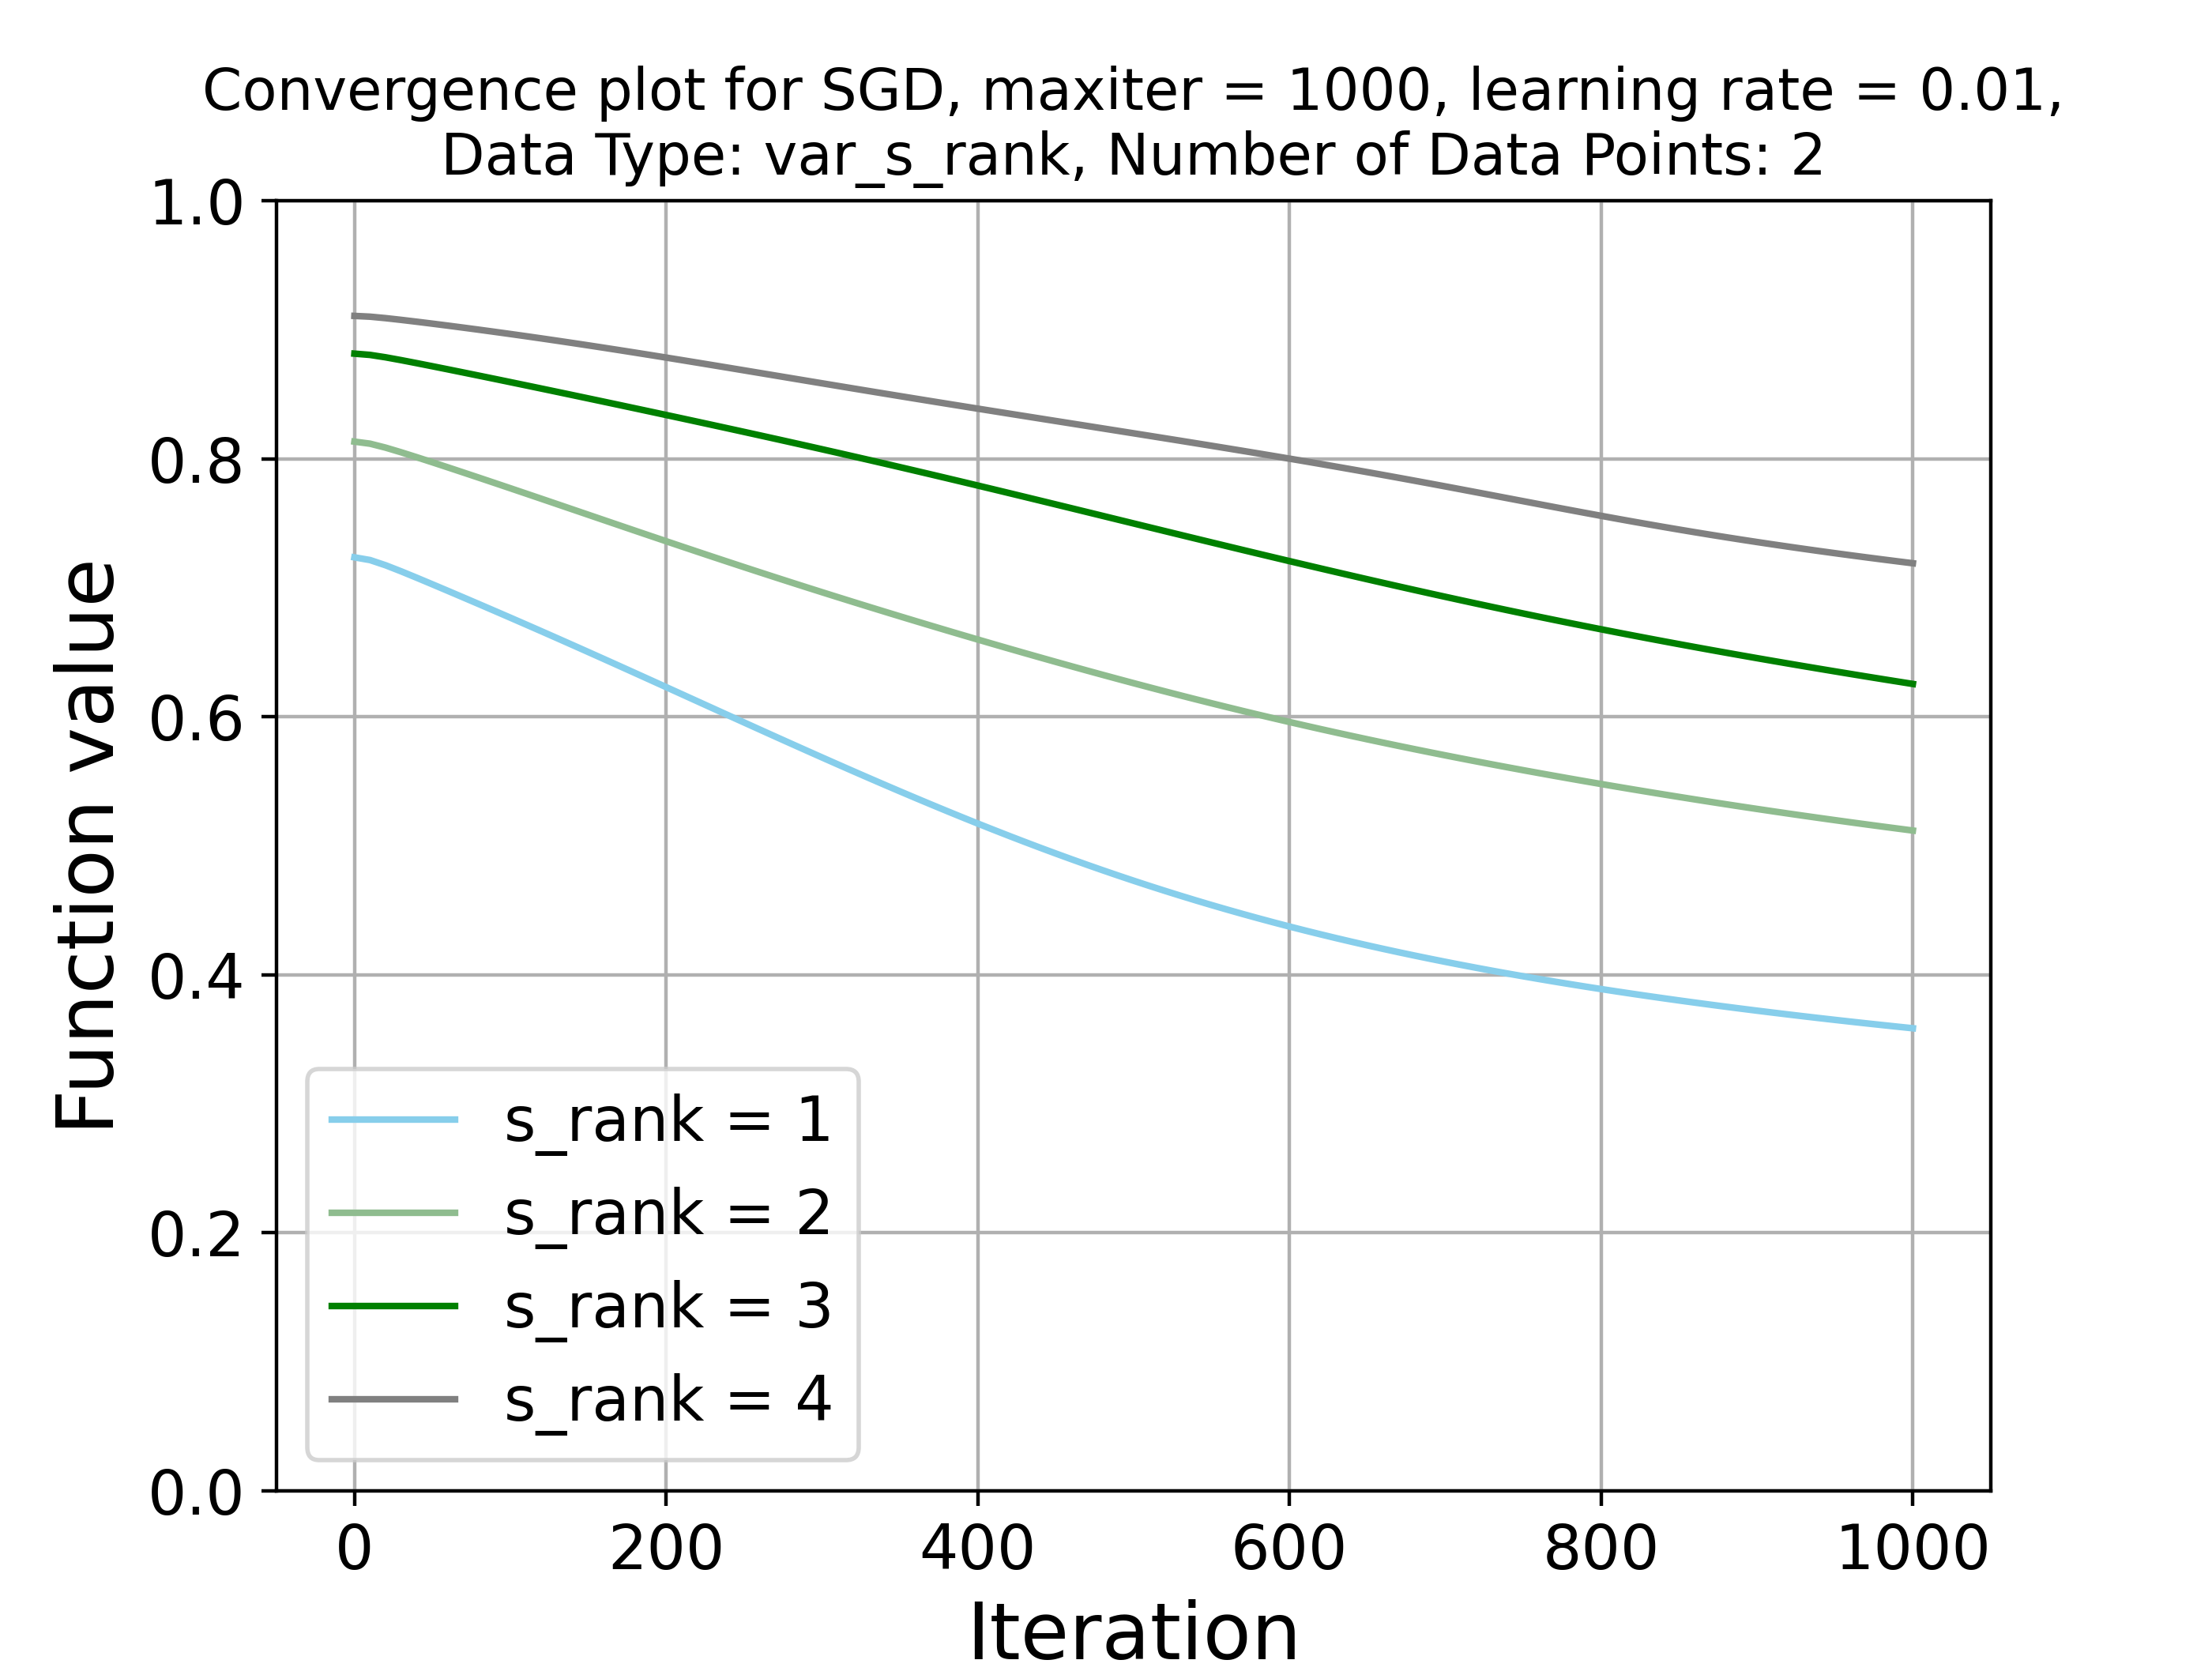 Convergence plot for SGD, maxiter = 1000, learning rate = 0.01,
Data Type: var_s_rank, Number of Data Points: 2
1.0
0.8
0.6
0.4
0.2
0.0
Function value
s_rank = 1
s_rank = 2
s_rank = 3
s_rank = 4
0 200 400 600 800 1000
Iteration